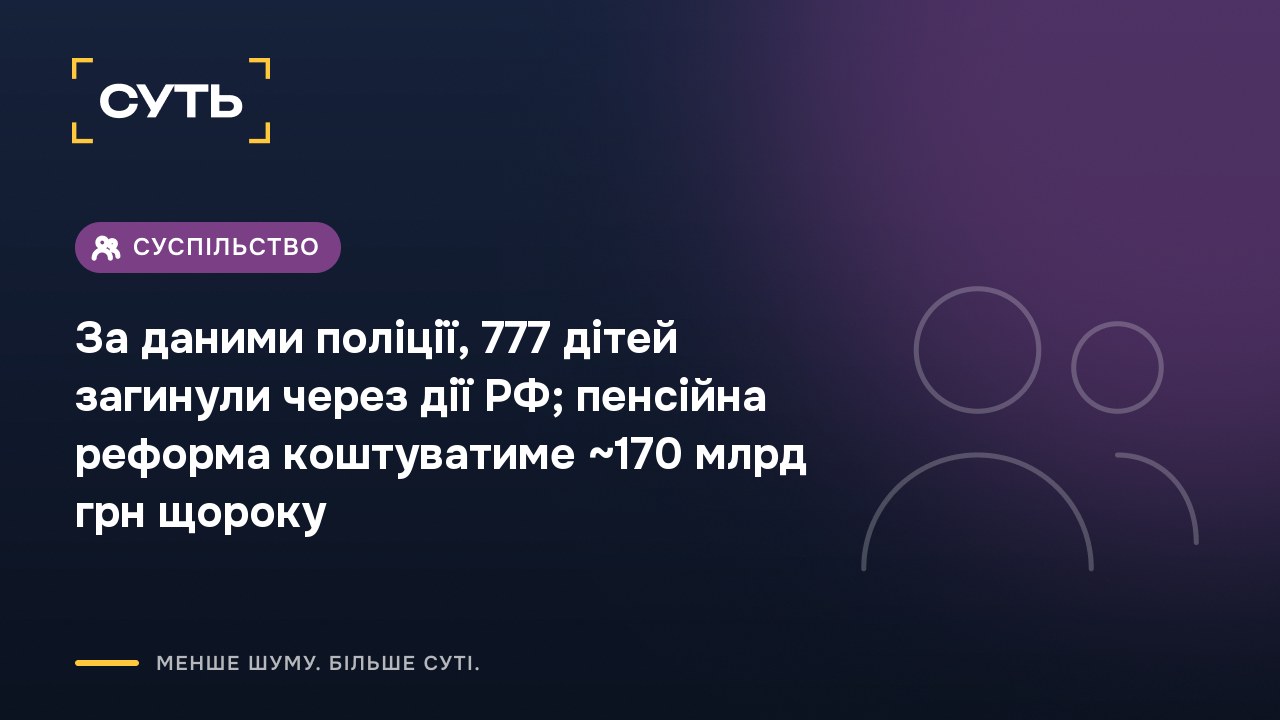 СУТЬ
СУСПІЛЬСТВО
За даними поліції, 777 дітей
загинули через дії РФ; пенсійна
реформа коштуватиме ~170 млрд
грн щороку
МЕНШЕ ШУМУ. БІЛЬШЕ СУТІ.